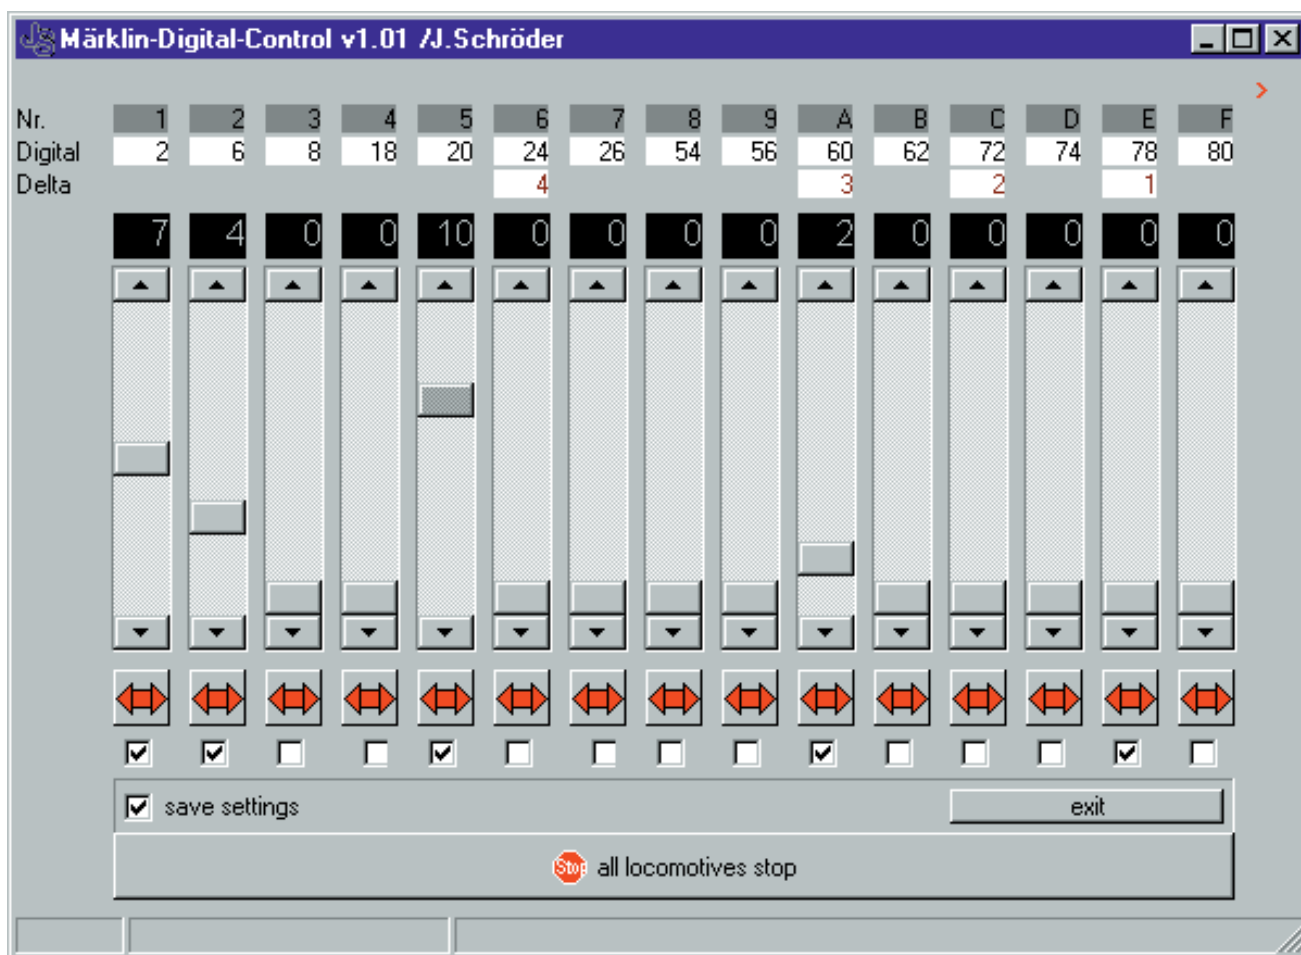 JS Märklin-Digital-Control v1.01 /J.Schröder
>
Nr. 1 2 3 4 5 6 7 8 9 A B C D E F
Digital 2 6 8 18 20 24 26 54 56 60 62 72 74 78 80
Delta 4 3 2 1
7 4 0 0 10 0 0 0 0 2 0 0 0 0 0
save settings exit
Stop all locomotives stop